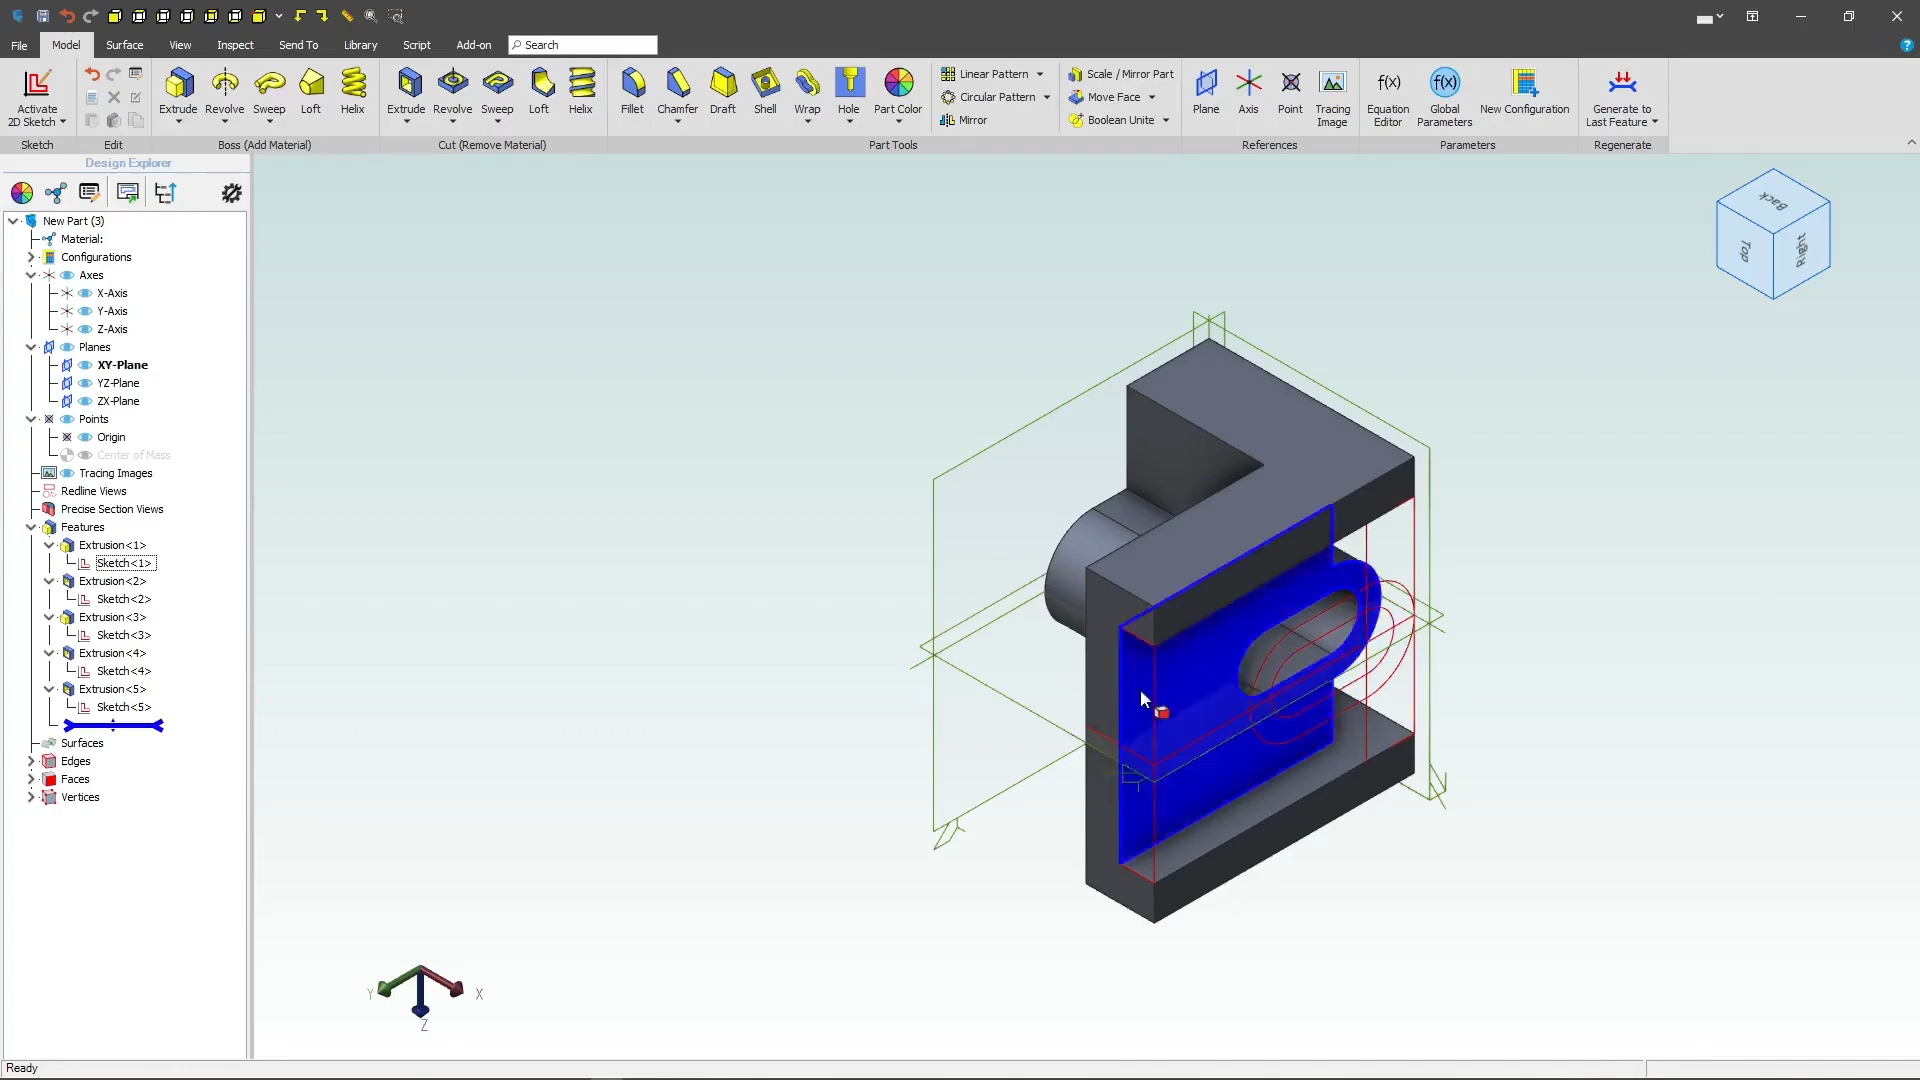 File Model Surface View Inspect Send To Library Script Add-on Search
Activate
2D Sketch
Extrude Revolve Sweep Loft Helix
Extrude Revolve Sweep Loft Helix
Fillet Chamfer Draft Shell Wrap Hole Part Color
Linear Pattern
Circular Pattern
Mirror
Scale / Mirror Part
Move Face
Boolean Unite
Plane Axis Point Tracing
Image
f(x) Equation
Editor
f(x) Global
Parameters
New Configuration
Generate to
Last Feature
Sketch Edit Boss (Add Material) Cut (Remove Material) Part Tools References Parameters Regenerate
Design Explorer
New Part (3)
Material:
Configurations
Axes
X-Axis
Y-Axis
Z-Axis
Planes
XY-Plane
YZ-Plane
ZX-Plane
Points
Origin
Center of Mass
Tracing Images
Redline Views
Precise Section Views
Features
Extrusion<1>
Sketch<1>
Extrusion<2>
Sketch<2>
Extrusion<3>
Sketch<3>
Extrusion<4>
Sketch<4>
Extrusion<5>
Sketch<5>
Surfaces
Edges
Faces
Vertices
Back
Top
Right
Y
X
Z
Ready